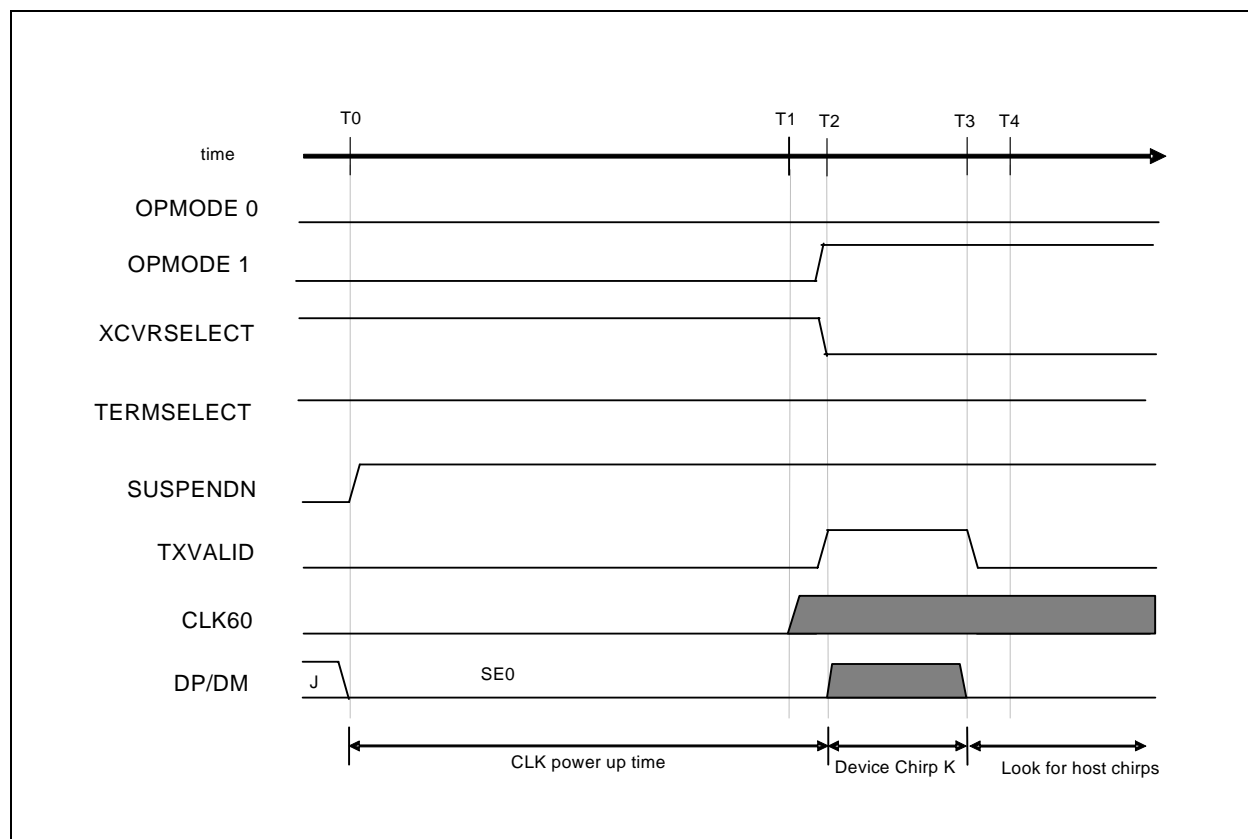 T0 T1 T2 T3 T4
time
OPMODE 0
OPMODE 1
XCVRSELECT
TERMSELECT
SUSPENDN
TXVALID
CLK60
DP/DM J SE0
CLK power up time Device Chirp K Look for host chirps